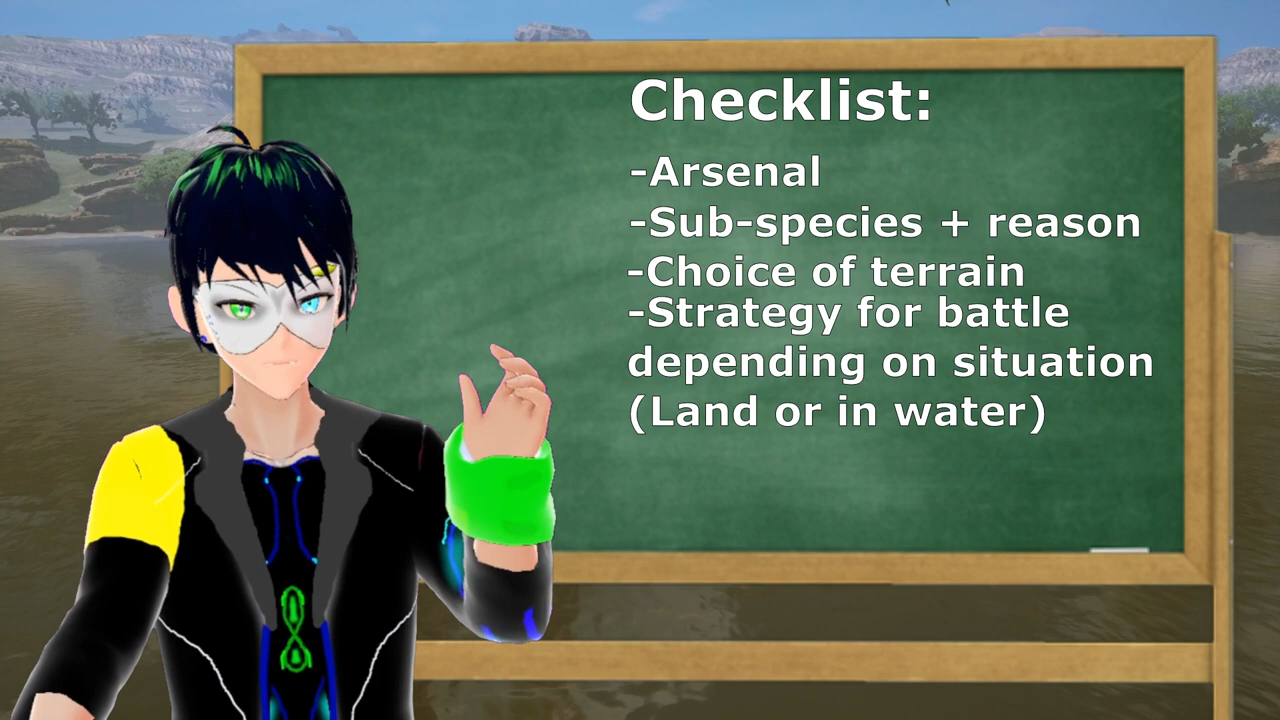 Checklist:
-Arsenal
-Sub-species + reason
-Choice of terrain
-Strategy for battle
depending on situation
(Land or in water)